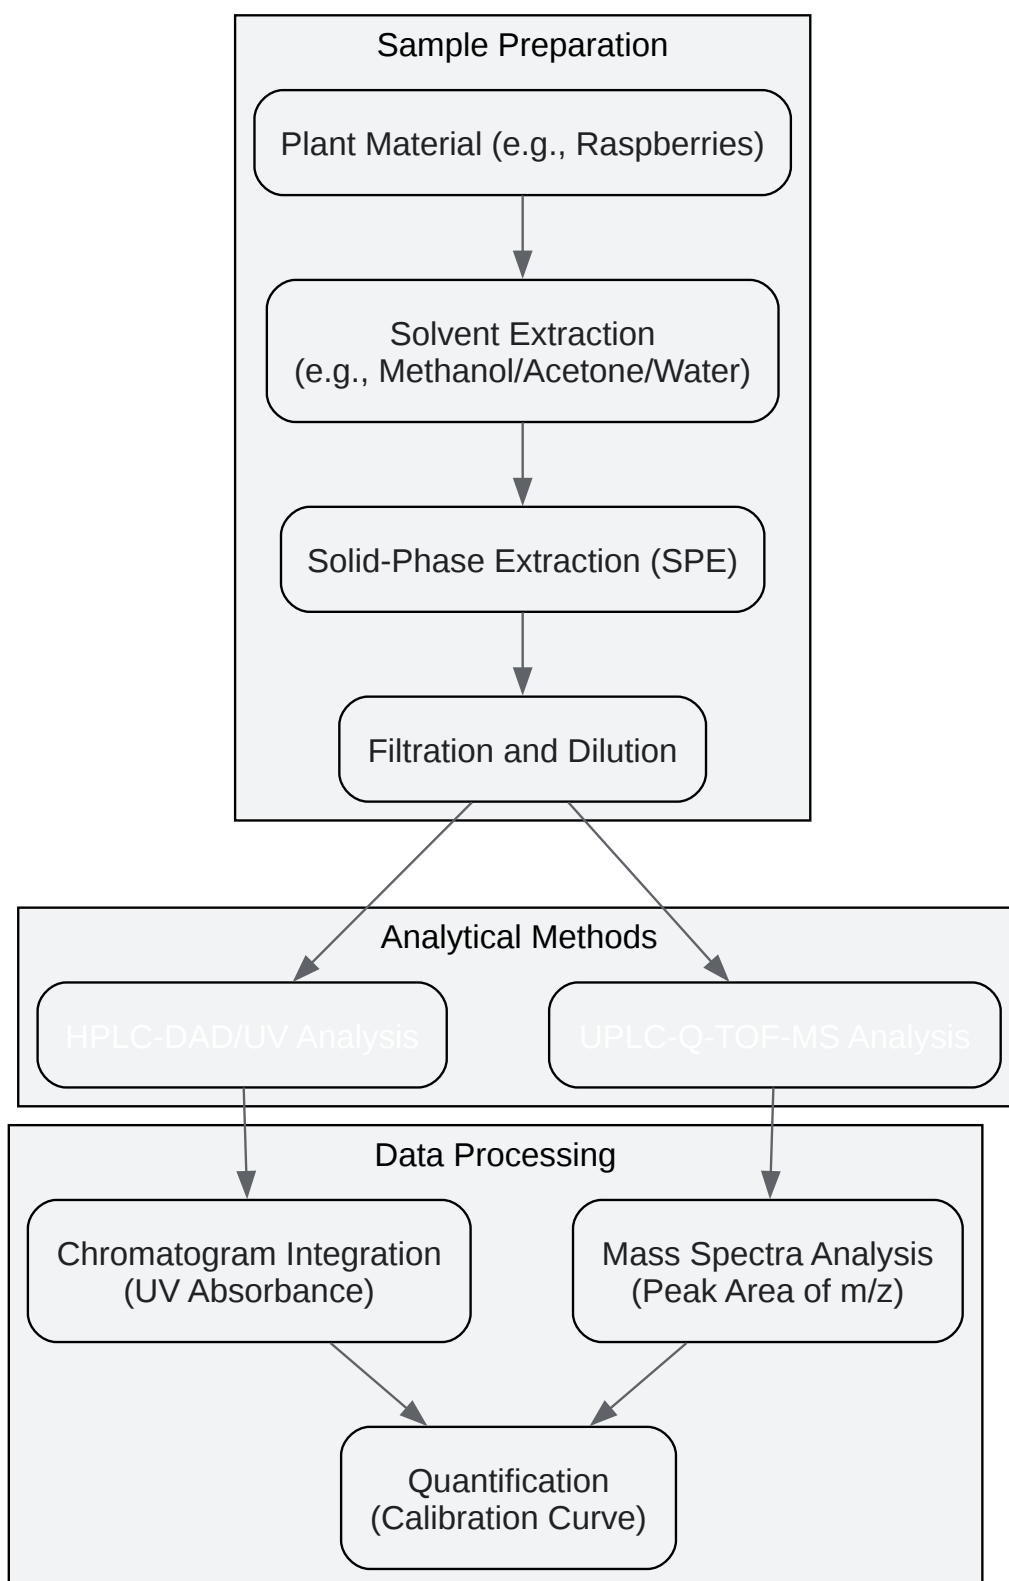 Sample Preparation
Plant Material (e.g., Raspberries)
Solvent Extraction
(e.g., Methanol/Acetone/Water)
Solid-Phase Extraction (SPE)
Filtration and Dilution
Analytical Methods
HPLC-DAD/UV Analysis
UPLC-Q-TOF-MS Analysis
Data Processing
Chromatogram Integration
(UV Absorbance)
Mass Spectra Analysis
(Peak Area of m/z)
Quantification
(Calibration Curve)